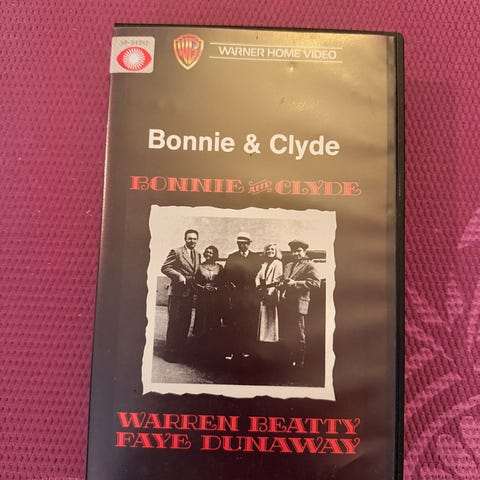 WARNER HOME VIDEO
Bonnie & Clyde
BONNIE AND CLYDE
WARREN BEATTY
FAYE DUNAWAY